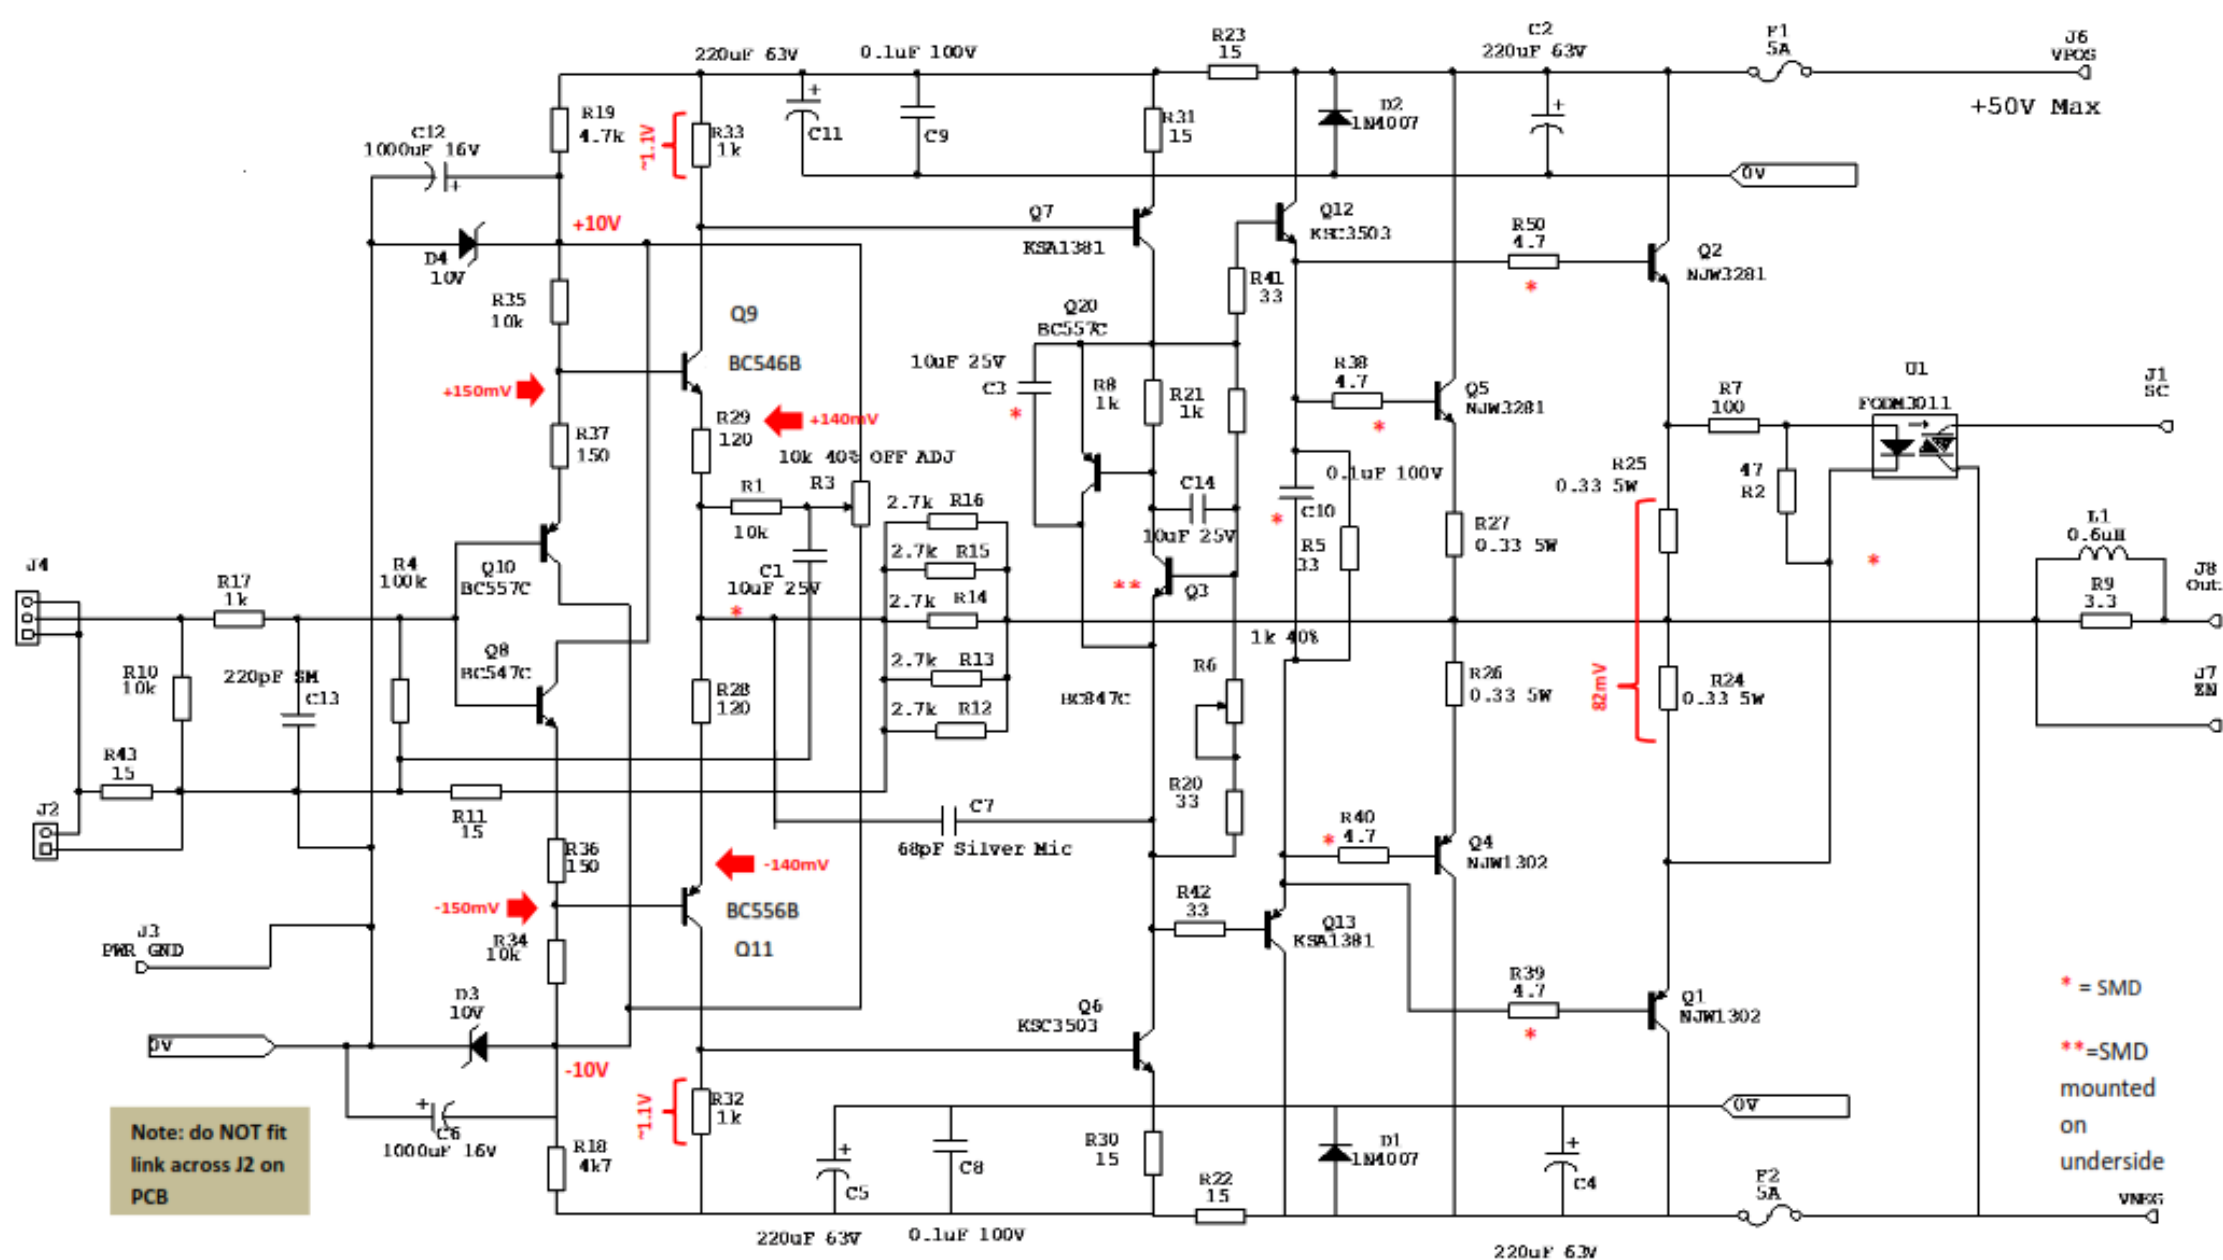 220uF 63V
0.1uF 100V
R23
15
C2
220uF 63V
F1
5A
J6
VPOS
+50V Max
C12
1000uF 16V
+
R19
4.7k
~1.1V
R33
1k
+
C11
C9
R31
15
D2
1N4007
+
0V
+10V
D4
10V
Q7
KSA1381
Q12
KSC3503
R50
4.7
*
Q2
NJW3281
R35
10k
Q9
BC546B
R41
33
Q20
BC557C
10uF 25V
C3
*
R8
1k
R21
1k
R38
4.7
*
Q5
NJW3281
R7
100
U1
FODM3011
J1
SC
+150mV
R29
120
+140mV
R37
150
10k 40% OFF ADJ
R1
10k
R3
2.7k R16
C14
10uF 25V
0.1uF 100V
C10
*
R25
0.33 5W
47
R2
L1
0.6uH
J4
R17
1k
R4
100k
Q10
BC557C
C1
10uF 25V
*
2.7k R15
2.7k R14
**
Q3
R5
33
R27
0.33 5W
*
R9
3.3
J8
Out.
R10
10k
220pF SM
C13
Q8
BC547C
R28
120
2.7k R13
2.7k R12
BC847C
1k 40%
R6
R26
0.33 5W
82mV
R24
0.33 5W
J7
ZN
R43
15
J2
R11
15
C7
68pF Silver Mic
R20
33
R40
* 4.7
Q4
NJW1302
R36
150
-140mV
-150mV
BC556B
Q11
R42
33
Q13
KSA1381
J3
PWR GND
R34
10k
D3
10V
0V
-10V
Q6
KSC3503
R39
4.7
*
Q1
NJW1302
* = SMD
**=SMD
mounted
on
underside
Note: do NOT fit
link across J2 on
PCB
+
C6
1000uF 16V
R18
4k7
~1.1V
R32
1k
+
C5
C8
R30
15
R22
15
D1
1N4007
+
C4
0V
F2
5A
VNEG
220uF 63V
0.1uF 100V
220uF 63V